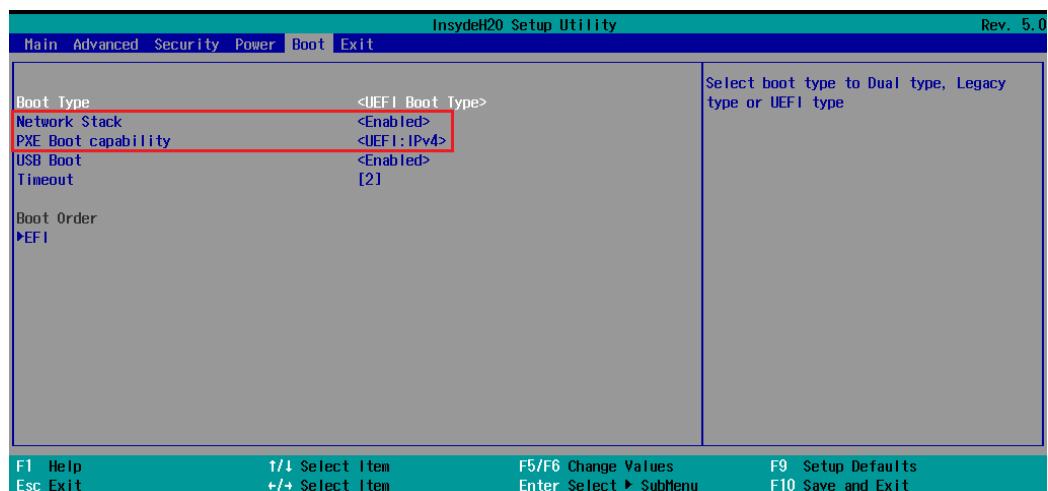 InsydeH20 Setup Utility Rev. 5.0
Main Advanced Security Power Boot Exit
Boot Type <UEFI Boot Type>
Network Stack <Enabled>
PXE Boot capability <UEFI:IPv4>
USB Boot <Enabled>
Timeout [2]
Boot Order
►EFI
Select boot type to Dual type, Legacy
type or UEFI type
F1 Help ↑/↓ Select Item F5/F6 Change Values F9 Setup Defaults
Esc Exit ←/→ Select Item Enter Select ► SubMenu F10 Save and Exit